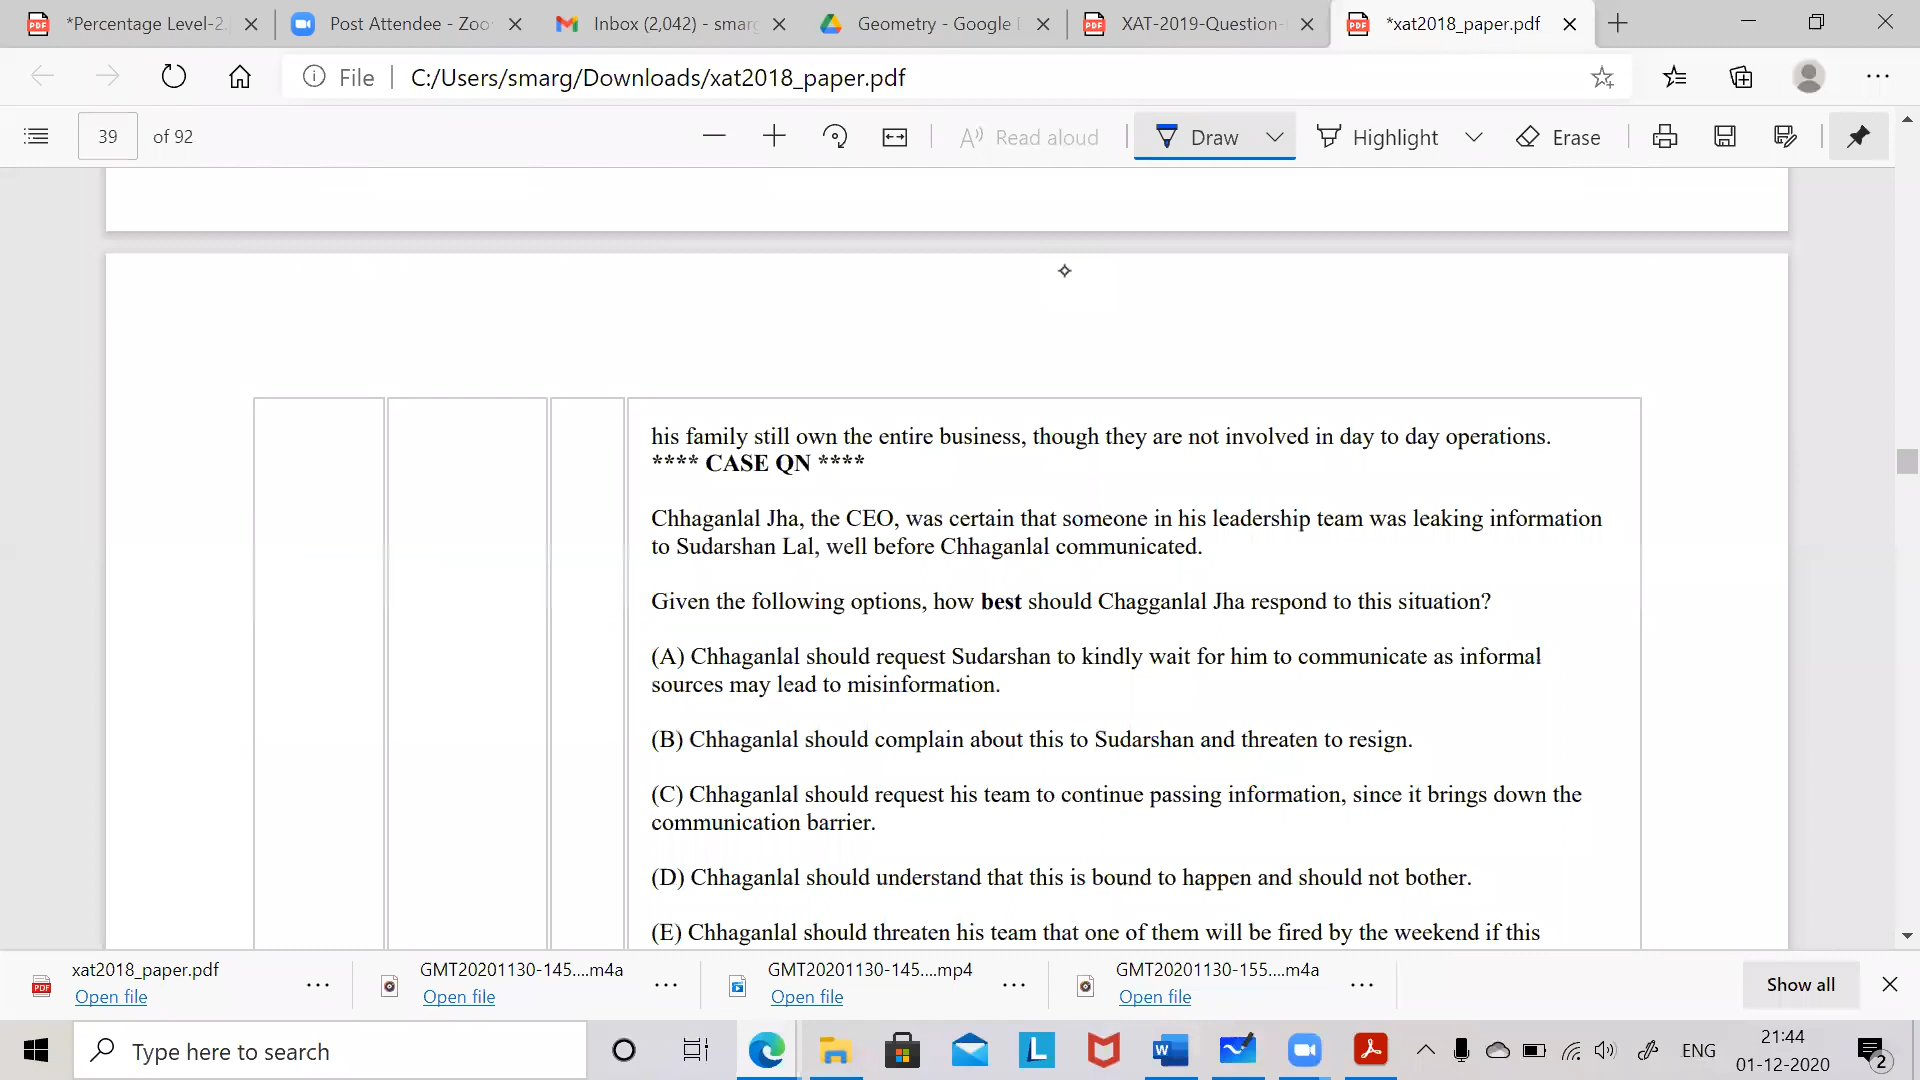 *Percentage Level-2.
Post Attendee - Zoo
Inbox (2,042) - smarg
Geometry - Google
XAT-2019-Question-
*xat2018_paper.pdf
File
C:/Users/smarg/Downloads/xat2018_paper.pdf
39 of 92
Read aloud
Draw
Highlight
Erase
his family still own the entire business, though they are not involved in day to day operations.
**** CASE QN ****
Chhaganlal Jha, the CEO, was certain that someone in his leadership team was leaking information
to Sudarshan Lal, well before Chhaganlal communicated.
Given the following options, how best should Chagganlal Jha respond to this situation?
(A) Chhaganlal should request Sudarshan to kindly wait for him to communicate as informal
sources may lead to misinformation.
(B) Chhaganlal should complain about this to Sudarshan and threaten to resign.
(C) Chhaganlal should request his team to continue passing information, since it brings down the
communication barrier.
(D) Chhaganlal should understand that this is bound to happen and should not bother.
(E) Chhaganlal should threaten his team that one of them will be fired by the weekend if this
xat2018_paper.pdf
Open file
GMT20201130-145....m4a
Open file
GMT20201130-145....mp4
Open file
GMT20201130-155....m4a
Open file
Show all
Type here to search
ENG
21:44
01-12-2020
2